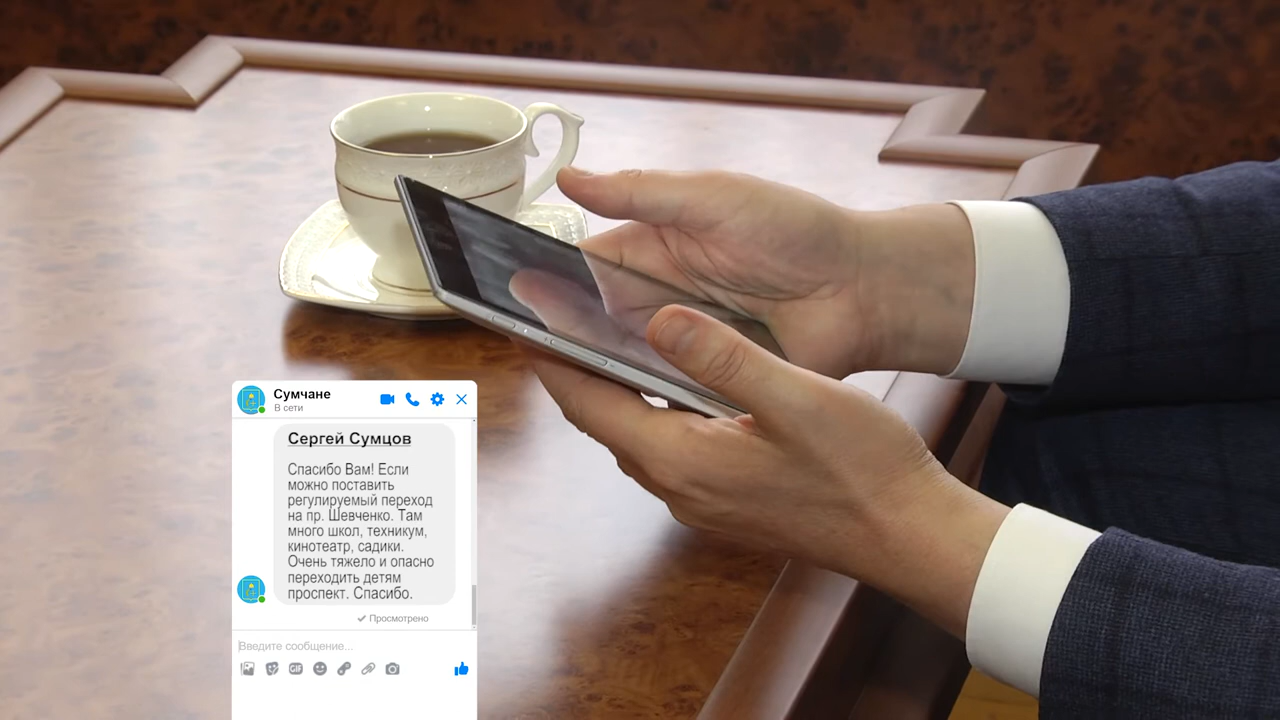 Сумчане
В сети
Сергей Сумцов
Спасибо Вам! Если
можно поставить
регулируемый переход
на пр. Шевченко. Там
много школ, техникум,
кинотеатр, садики.
Очень тяжело и опасно
переходить детям
проспект. Спасибо.
Просмотрено
Введите сообщение...
GIF